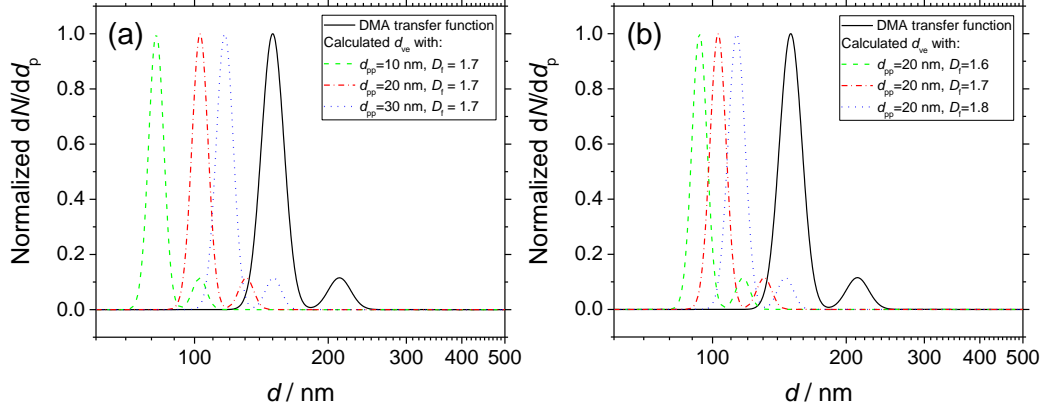 (a)
DMA transfer function
Calculated d_ve with:
d_pp=10 nm, D_f = 1.7
d_pp=20 nm, D_f = 1.7
d_pp=30 nm, D_f = 1.7
Normalized dN/dd_p
1.0
0.8
0.6
0.4
0.2
0.0
100
200
300
400
500
d / nm
(b)
DMA transfer function
Calculated d_ve with:
d_pp=20 nm, D_f=1.6
d_pp=20 nm, D_f=1.7
d_pp=20 nm, D_f=1.8
Normalized dN/dd_p
1.0
0.8
0.6
0.4
0.2
0.0
100
200
300
400
500
d / nm